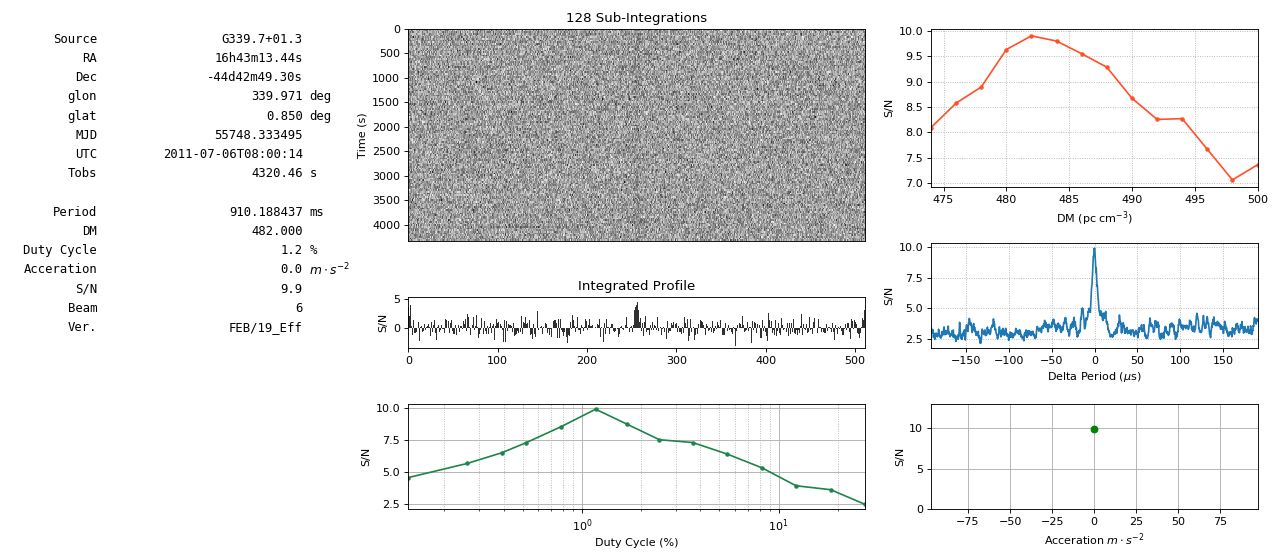 Source G339.7+01.3
RA 16h43m13.44s
Dec -44d42m49.30s
glon 339.971 deg
glat 0.850 deg
MJD 55748.333495
UTC 2011-07-06T08:00:14
Tobs 4320.46 s
Period 910.188437 ms
DM 482.000
Duty Cycle 1.2 %
Acceration 0.0 m · s⁻²
S/N 9.9
Beam 6
Ver. FEB/19_Eff
128 Sub-Integrations
0
500
1000
1500
2000
2500
3000
3500
4000
Time (s)
Integrated Profile
5
0
S/N
0 100 200 300 400 500
10.0
7.5
5.0
2.5
S/N
10⁰ 10¹
Duty Cycle (%)
10.0
9.5
9.0
8.5
8.0
7.5
7.0
S/N
475 480 485 490 495 500
DM (pc cm⁻³)
10.0
7.5
5.0
2.5
S/N
−150 −100 −50 0 50 100 150
Delta Period (μs)
10
5
0
S/N
−75 −50 −25 0 25 50 75
Acceration m · s⁻²